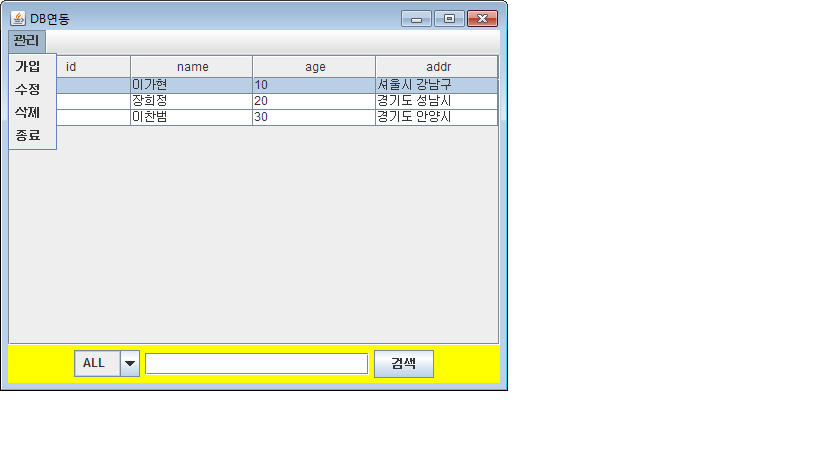 DB연동
관리
가입
수정
삭제
종료
id name age addr
이가현 10 서울시 강남구
장희정 20 경기도 성남시
이찬범 30 경기도 안양시
ALL 검색